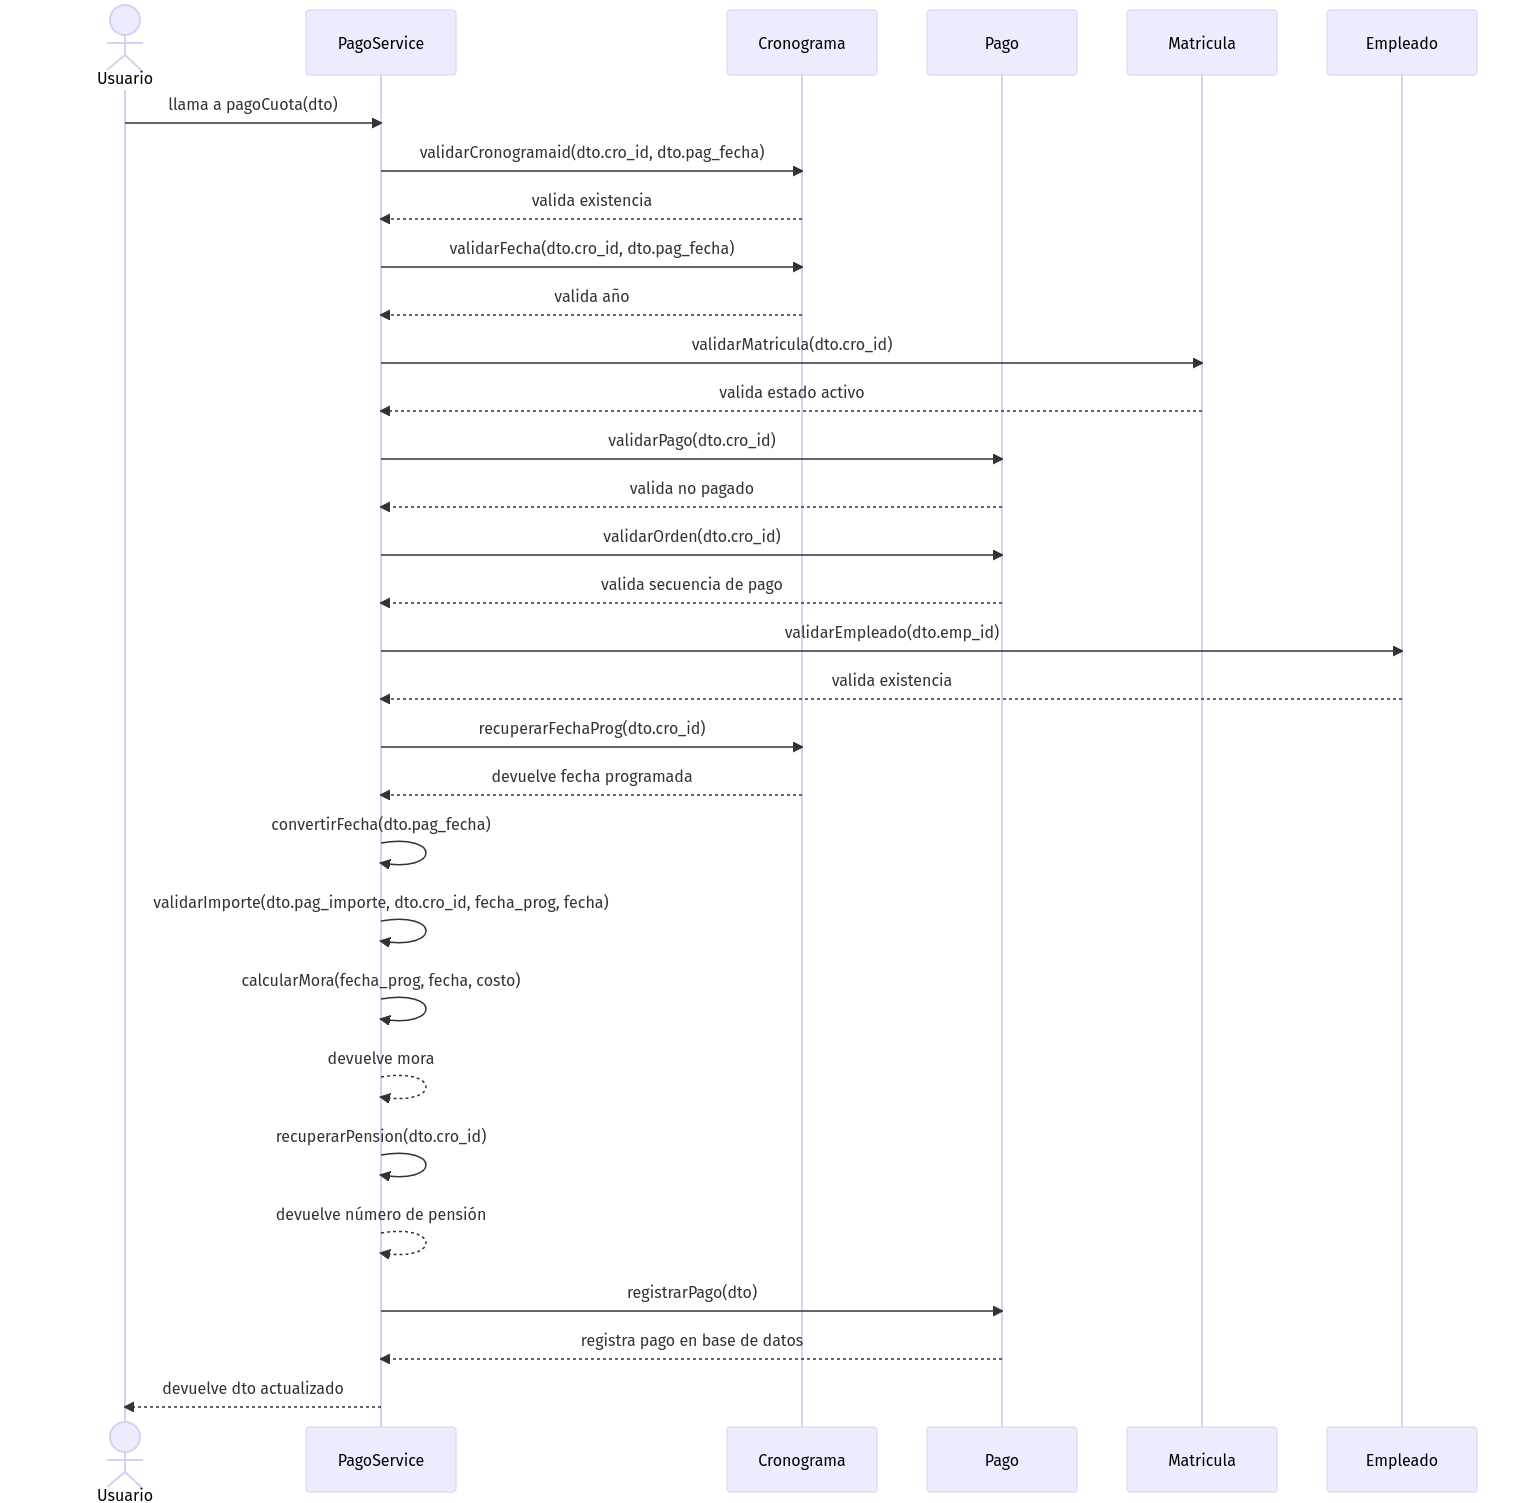 Usuario
PagoService
Cronograma
Pago
Matricula
Empleado
llama a pagoCuota(dto)
validarCronogramaid(dto.cro_id, dto.pag_fecha)
valida existencia
validarFecha(dto.cro_id, dto.pag_fecha)
valida año
validarMatricula(dto.cro_id)
valida estado activo
validarPago(dto.cro_id)
valida no pagado
validarOrden(dto.cro_id)
valida secuencia de pago
validarEmpleado(dto.emp_id)
valida existencia
recuperarFechaProg(dto.cro_id)
devuelve fecha programada
convertirFecha(dto.pag_fecha)
validarImporte(dto.pag_importe, dto.cro_id, fecha_prog, fecha)
calcularMora(fecha_prog, fecha, costo)
devuelve mora
recuperarPension(dto.cro_id)
devuelve número de pensión
registrarPago(dto)
registra pago en base de datos
devuelve dto actualizado
Usuario
PagoService
Cronograma
Pago
Matricula
Empleado